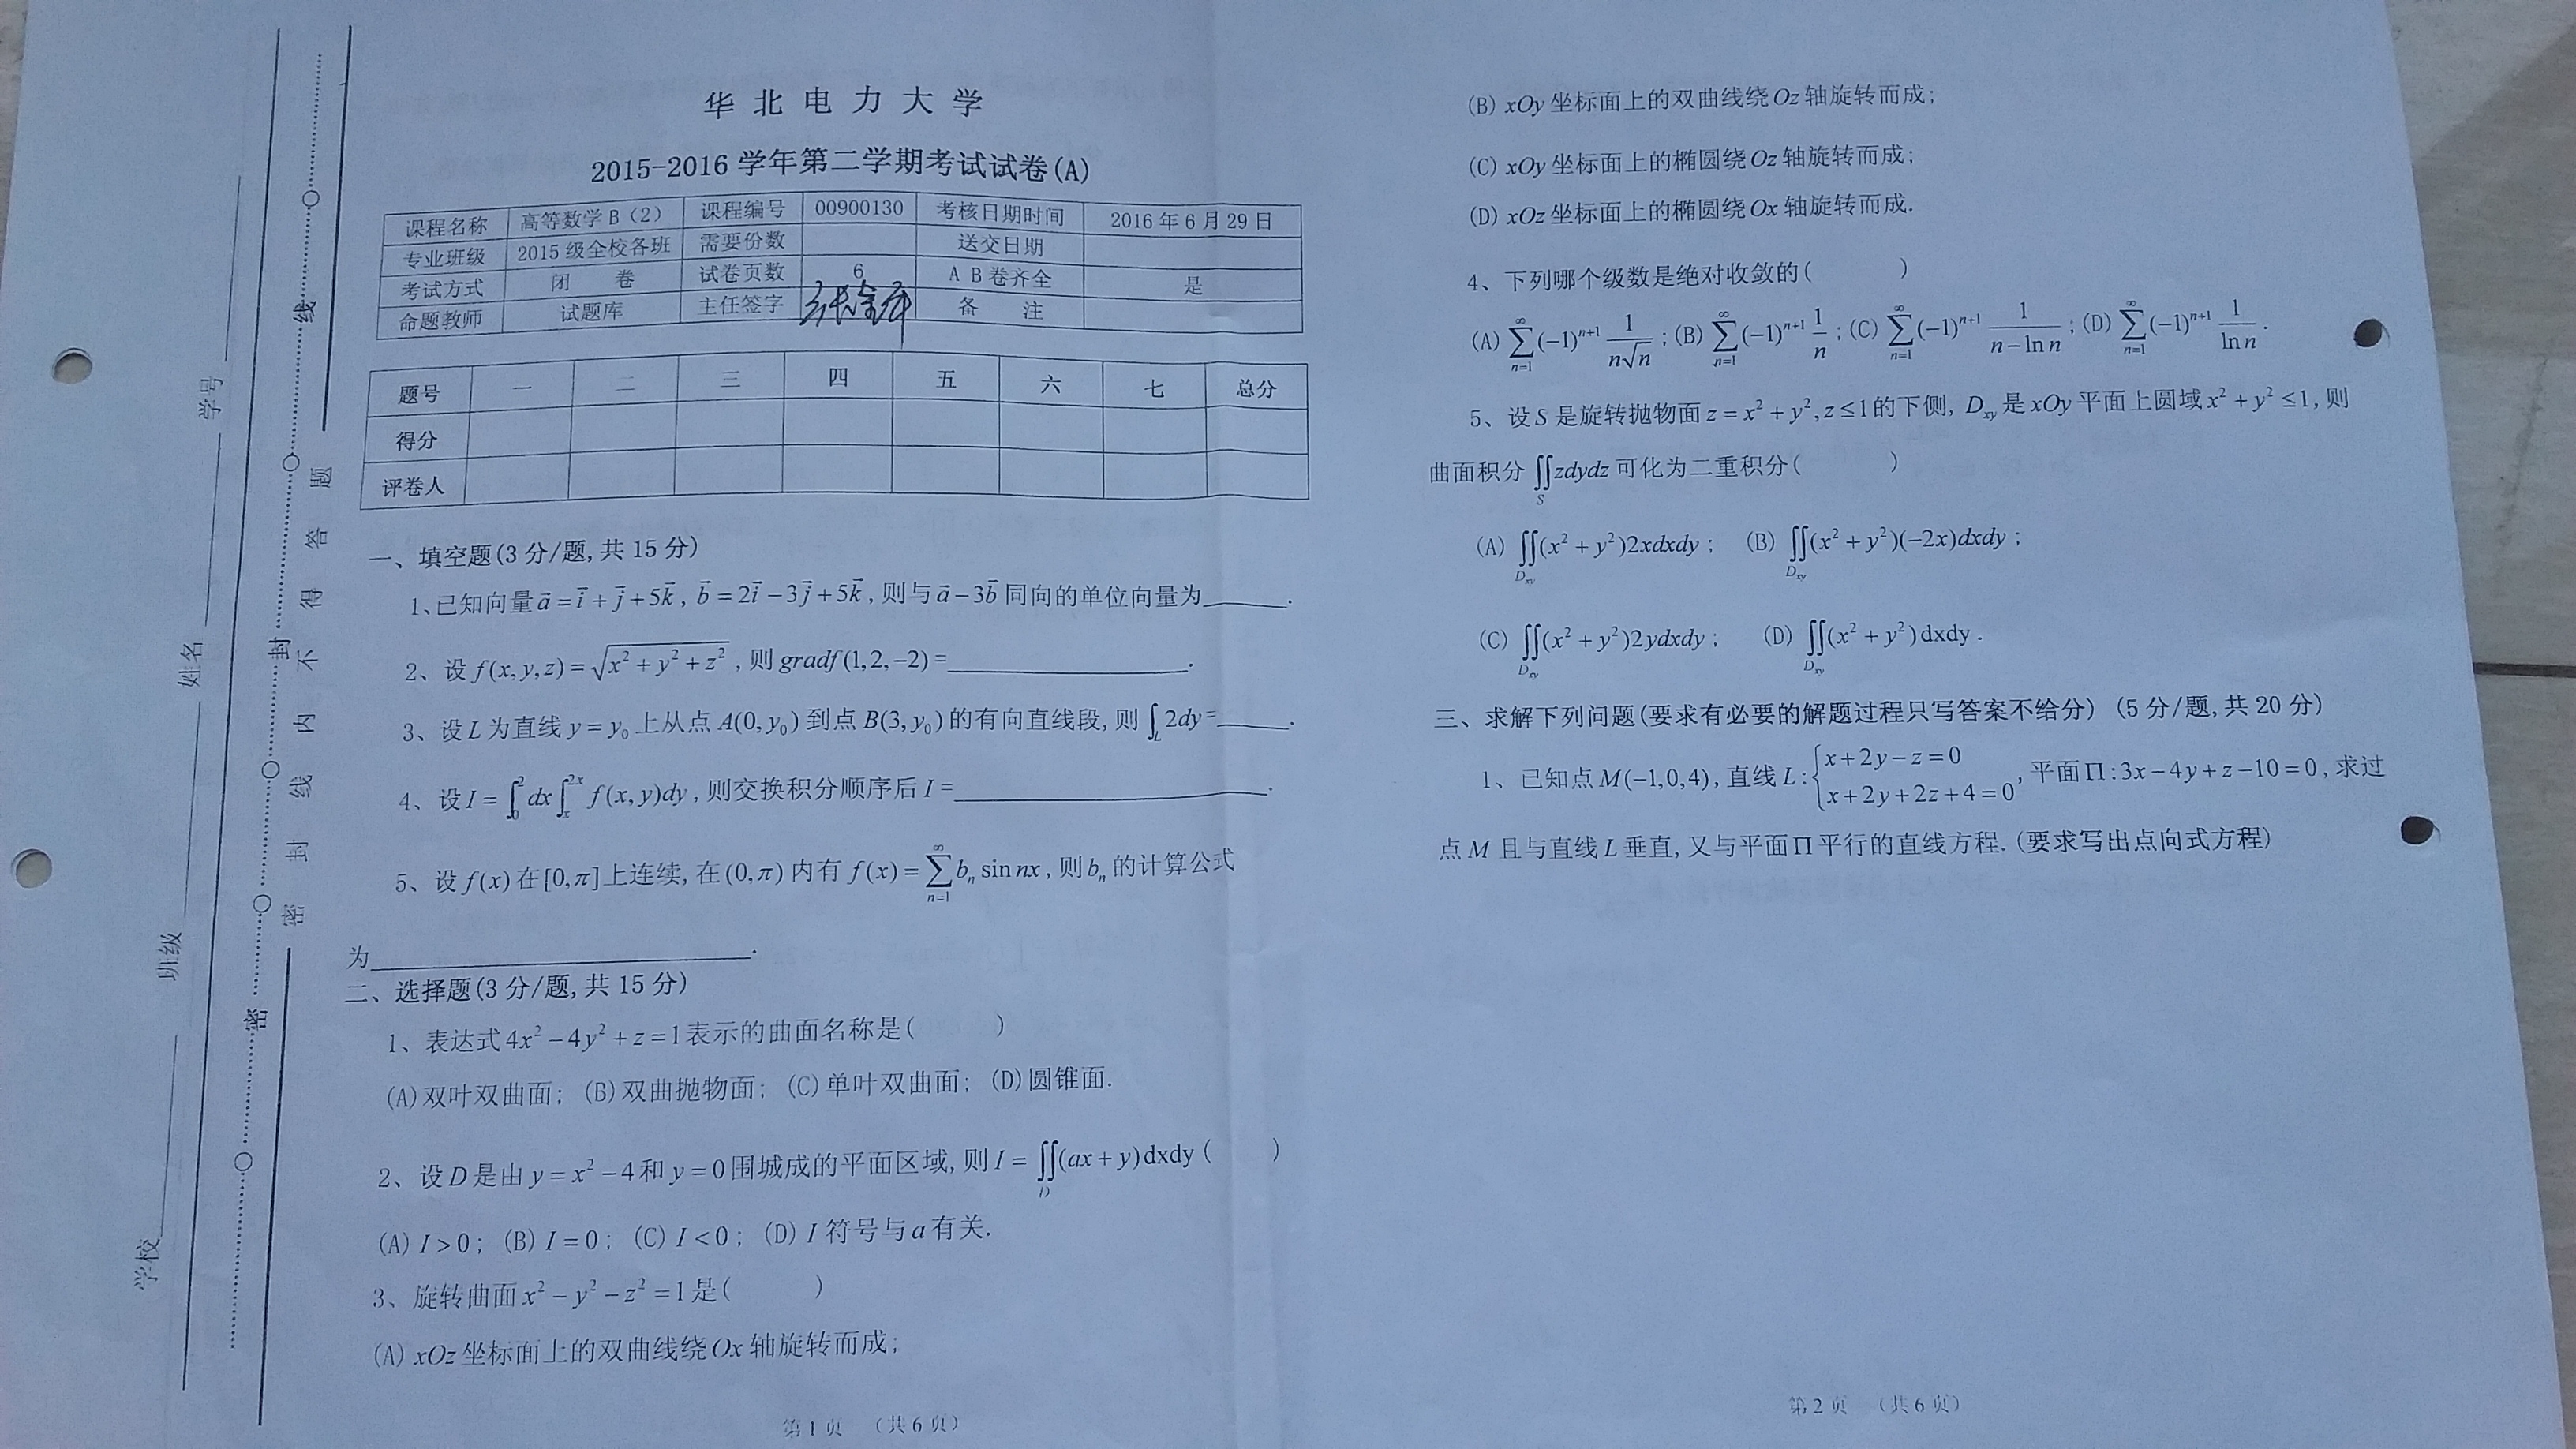 华北电力大学
2015-2016 学年第二学期考试试卷(A)
课程名称 高等数学B（2） 课程编号 00900130 考核日期时间 2016年6月29日
专业班级 2015级全校各班 需要份数 送交日期
考试方式 闭 卷 试卷页数 6 A B卷齐全 是
命题教师 试题库 主任签字 备 注
题号 一 二 三 四 五 六 七 总分
得分
评卷人
一、填空题(3分/题,共15分)
1、已知向量 $\vec{a}=\vec{i}+\vec{j}+5\vec{k}$, $\vec{b}=2\vec{i}-3\vec{j}+5\vec{k}$, 则与 $\vec{a}-3\vec{b}$ 同向的单位向量为______.
2、设 $f(x,y,z)=\sqrt{x^2+y^2+z^2}$, 则 $gradf(1,2,-2)=$______.
3、设 L 为直线 $y=y_0$ 上从点 $A(0,y_0)$ 到点 $B(3,y_0)$ 的有向直线段, 则 $\int_L 2dy=$______.
4、设 $I=\int_0^2 dx\int_x^{2x} f(x,y)dy$, 则交换积分顺序后 $I=$______.
5、设 $f(x)$ 在 $[0,\pi]$ 上连续, 在 $(0,\pi)$ 内有 $f(x)=\sum_{n=1}^{\infty} b_n \sin nx$, 则 $b_n$ 的计算公式
为______.
二、选择题(3分/题,共15分)
1、表达式 $4x^2-4y^2+z=1$ 表示的曲面名称是( )
(A)双叶双曲面; (B)双曲抛物面; (C)单叶双曲面; (D)圆锥面.
2、设 D 是由 $y=x^2-4$ 和 $y=0$ 围城成的平面区域, 则 $I=\iint_D (ax+y)dxdy$ ( )
(A) $I>0$; (B) $I=0$; (C) $I<0$; (D) $I$ 符号与 $a$ 有关.
3、旋转曲面 $x^2-y^2-z^2=1$ 是( )
(A) xOz 坐标面上的双曲线绕 Ox 轴旋转而成;
第1页 （共6页）
(B) xOy 坐标面上的双曲线绕 Oz 轴旋转而成;
(C) xOy 坐标面上的椭圆绕 Oz 轴旋转而成;
(D) xOz 坐标面上的椭圆绕 Ox 轴旋转而成.
4、下列哪个级数是绝对收敛的( )
(A) $\sum_{n=1}^{\infty}(-1)^{n+1}\frac{1}{n\sqrt{n}}$; (B) $\sum_{n=1}^{\infty}(-1)^{n+1}\frac{1}{n}$; (C) $\sum_{n=1}^{\infty}(-1)^{n+1}\frac{1}{n-\ln n}$; (D) $\sum_{n=1}^{\infty}(-1)^{n+1}\frac{1}{\ln n}$.
5、设 S 是旋转抛物面 $z=x^2+y^2, z\leq 1$ 的下侧, $D_{xy}$ 是 xOy 平面上圆域 $x^2+y^2\leq 1$, 则
曲面积分 $\iint_S zdydz$ 可化为二重积分( )
(A) $\iint_{D_{xy}}(x^2+y^2)2xdxdy$; (B) $\iint_{D_{xy}}(x^2+y^2)(-2x)dxdy$;
(C) $\iint_{D_{xy}}(x^2+y^2)2ydxdy$; (D) $\iint_{D_{xy}}(x^2+y^2)dxdy$.
三、求解下列问题(要求有必要的解题过程只写答案不给分) (5分/题,共20分)
1、已知点 $M(-1,0,4)$, 直线 $L:\begin{cases}x+2y-z=0\\x+2y+2z+4=0\end{cases}$, 平面 $\Pi:3x-4y+z-10=0$, 求过
点 M 且与直线 L 垂直, 又与平面 Π 平行的直线方程. (要求写出点向式方程)
第2页 （共6页）
学校 班级 姓名 学号
密 封 线
密 封 线 内 不 得 答 题